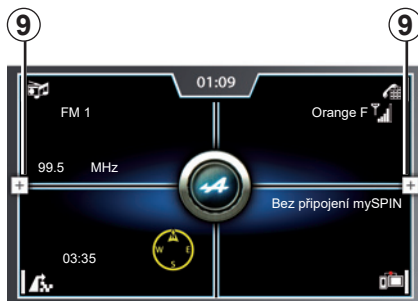 9 9
01:09
FM 1
Orange F
99.5 MHz
+ +
Bez připojení mySPIN
03:35
W E
S